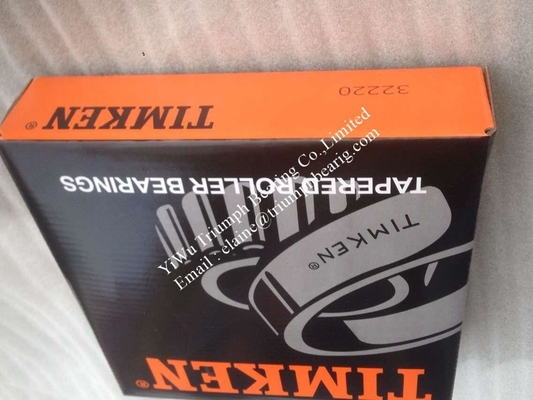 TIMKEN®
32220
TAPERED ROLLER BEARINGS
TIMKEN®
TIMKEN®
YiWu Triumph Bearing Co.,Limited
Email : elaine@triumphbearig.com